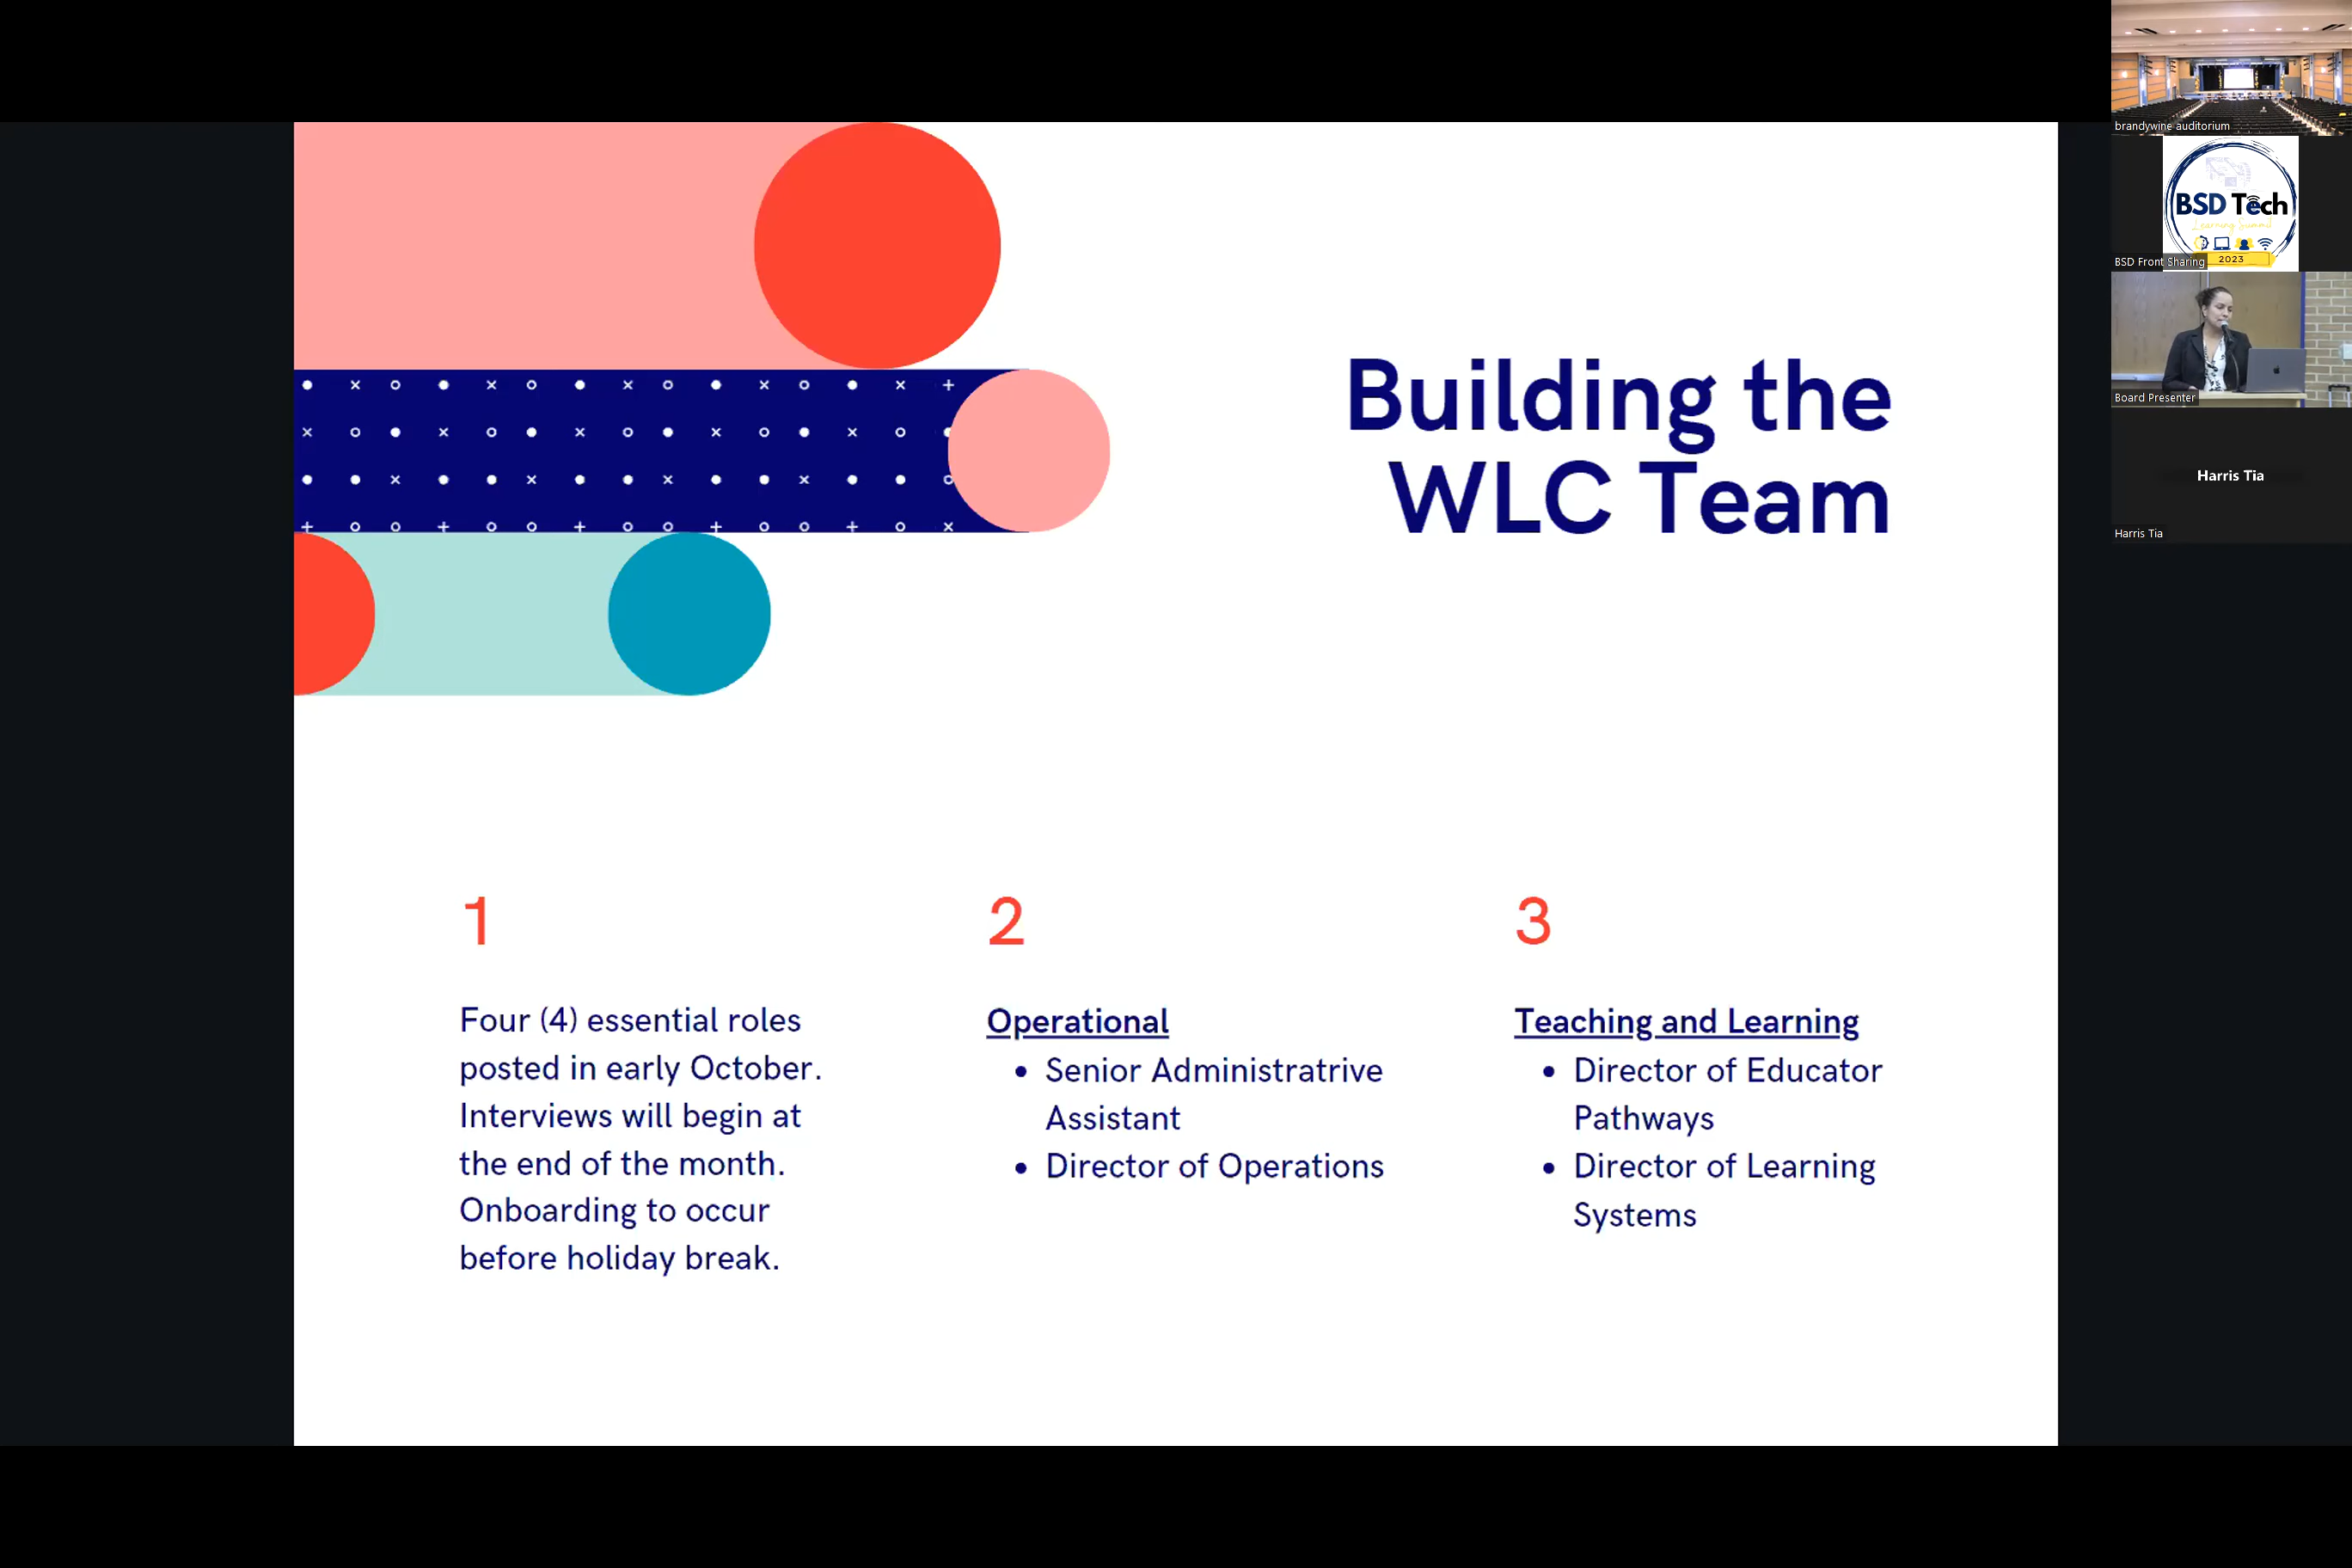 Building the
WLC Team
1
Four (4) essential roles
posted in early October.
Interviews will begin at
the end of the month.
Onboarding to occur
before holiday break.
2
Operational
• Senior Administratrive
Assistant
• Director of Operations
3
Teaching and Learning
• Director of Educator
Pathways
• Director of Learning
Systems
brandywine auditorium
BSD Tech
Learning Summit
2023
BSD Front Sharing
Board Presenter
Harris Tia
Harris Tia